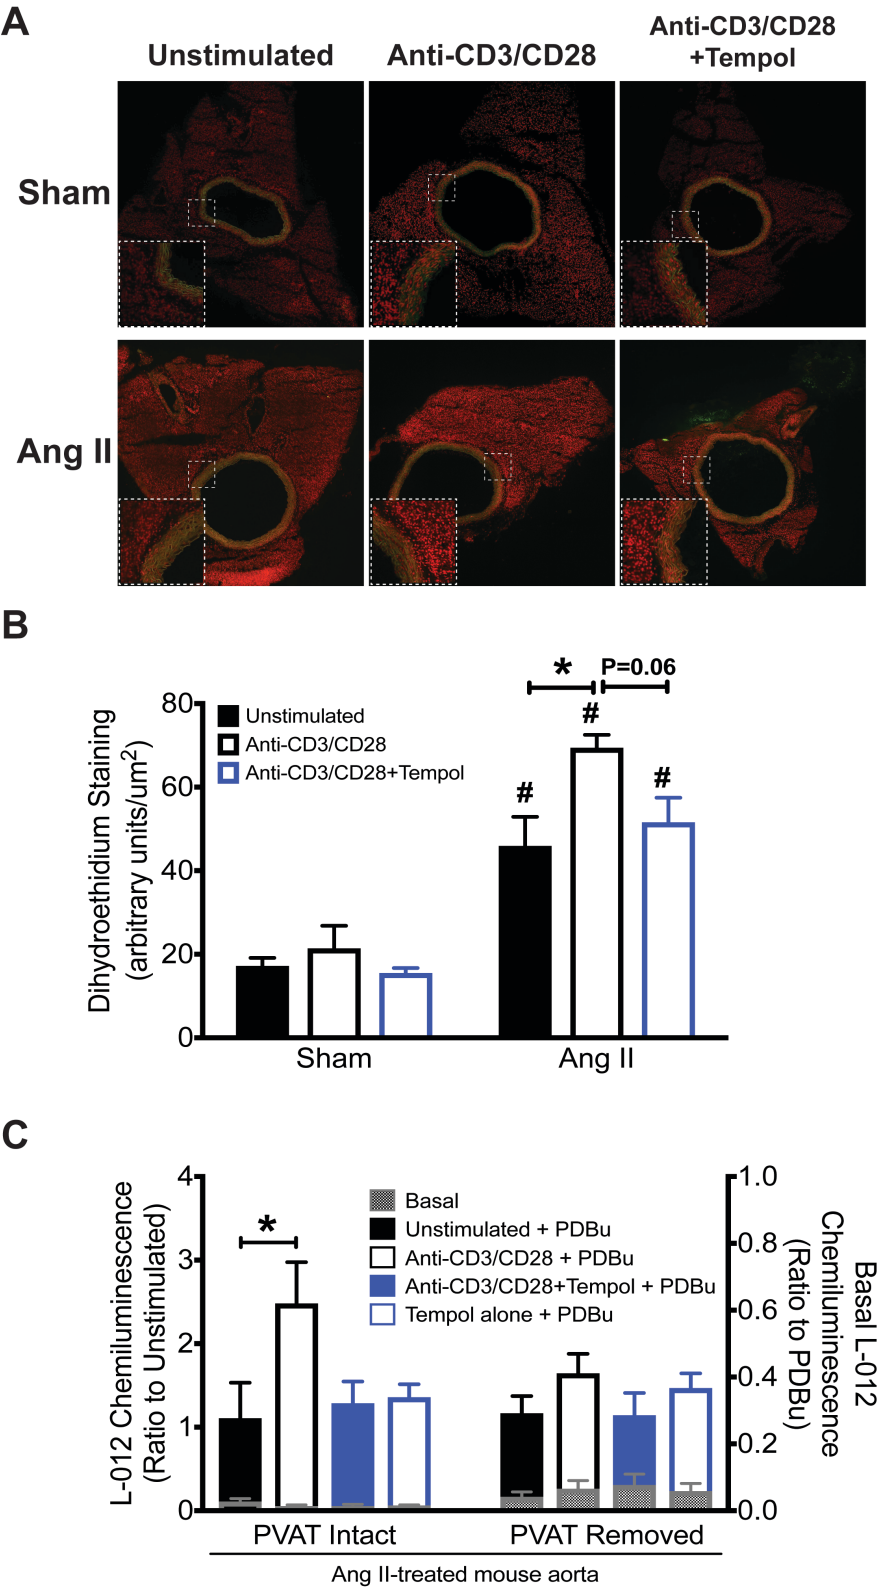 A
Unstimulated
Anti-CD3/CD28
Anti-CD3/CD28
+Tempol
Sham
Ang II
B
Dihydroethidium Staining
(arbitrary units/um²)
80
60
40
20
0
Unstimulated
Anti-CD3/CD28
Anti-CD3/CD28+Tempol
*
P=0.06
#
#
#
Sham
Ang II
C
L-012 Chemiluminescence
(Ratio to Unstimulated)
4
3
2
1
0
*
Basal
Unstimulated + PDBu
Anti-CD3/CD28 + PDBu
Anti-CD3/CD28+Tempol + PDBu
Tempol alone + PDBu
1.0
0.8
0.6
0.4
0.2
0.0
Basal L-012
Chemiluminescence
(Ratio to PDBu)
PVAT Intact
PVAT Removed
Ang II-treated mouse aorta